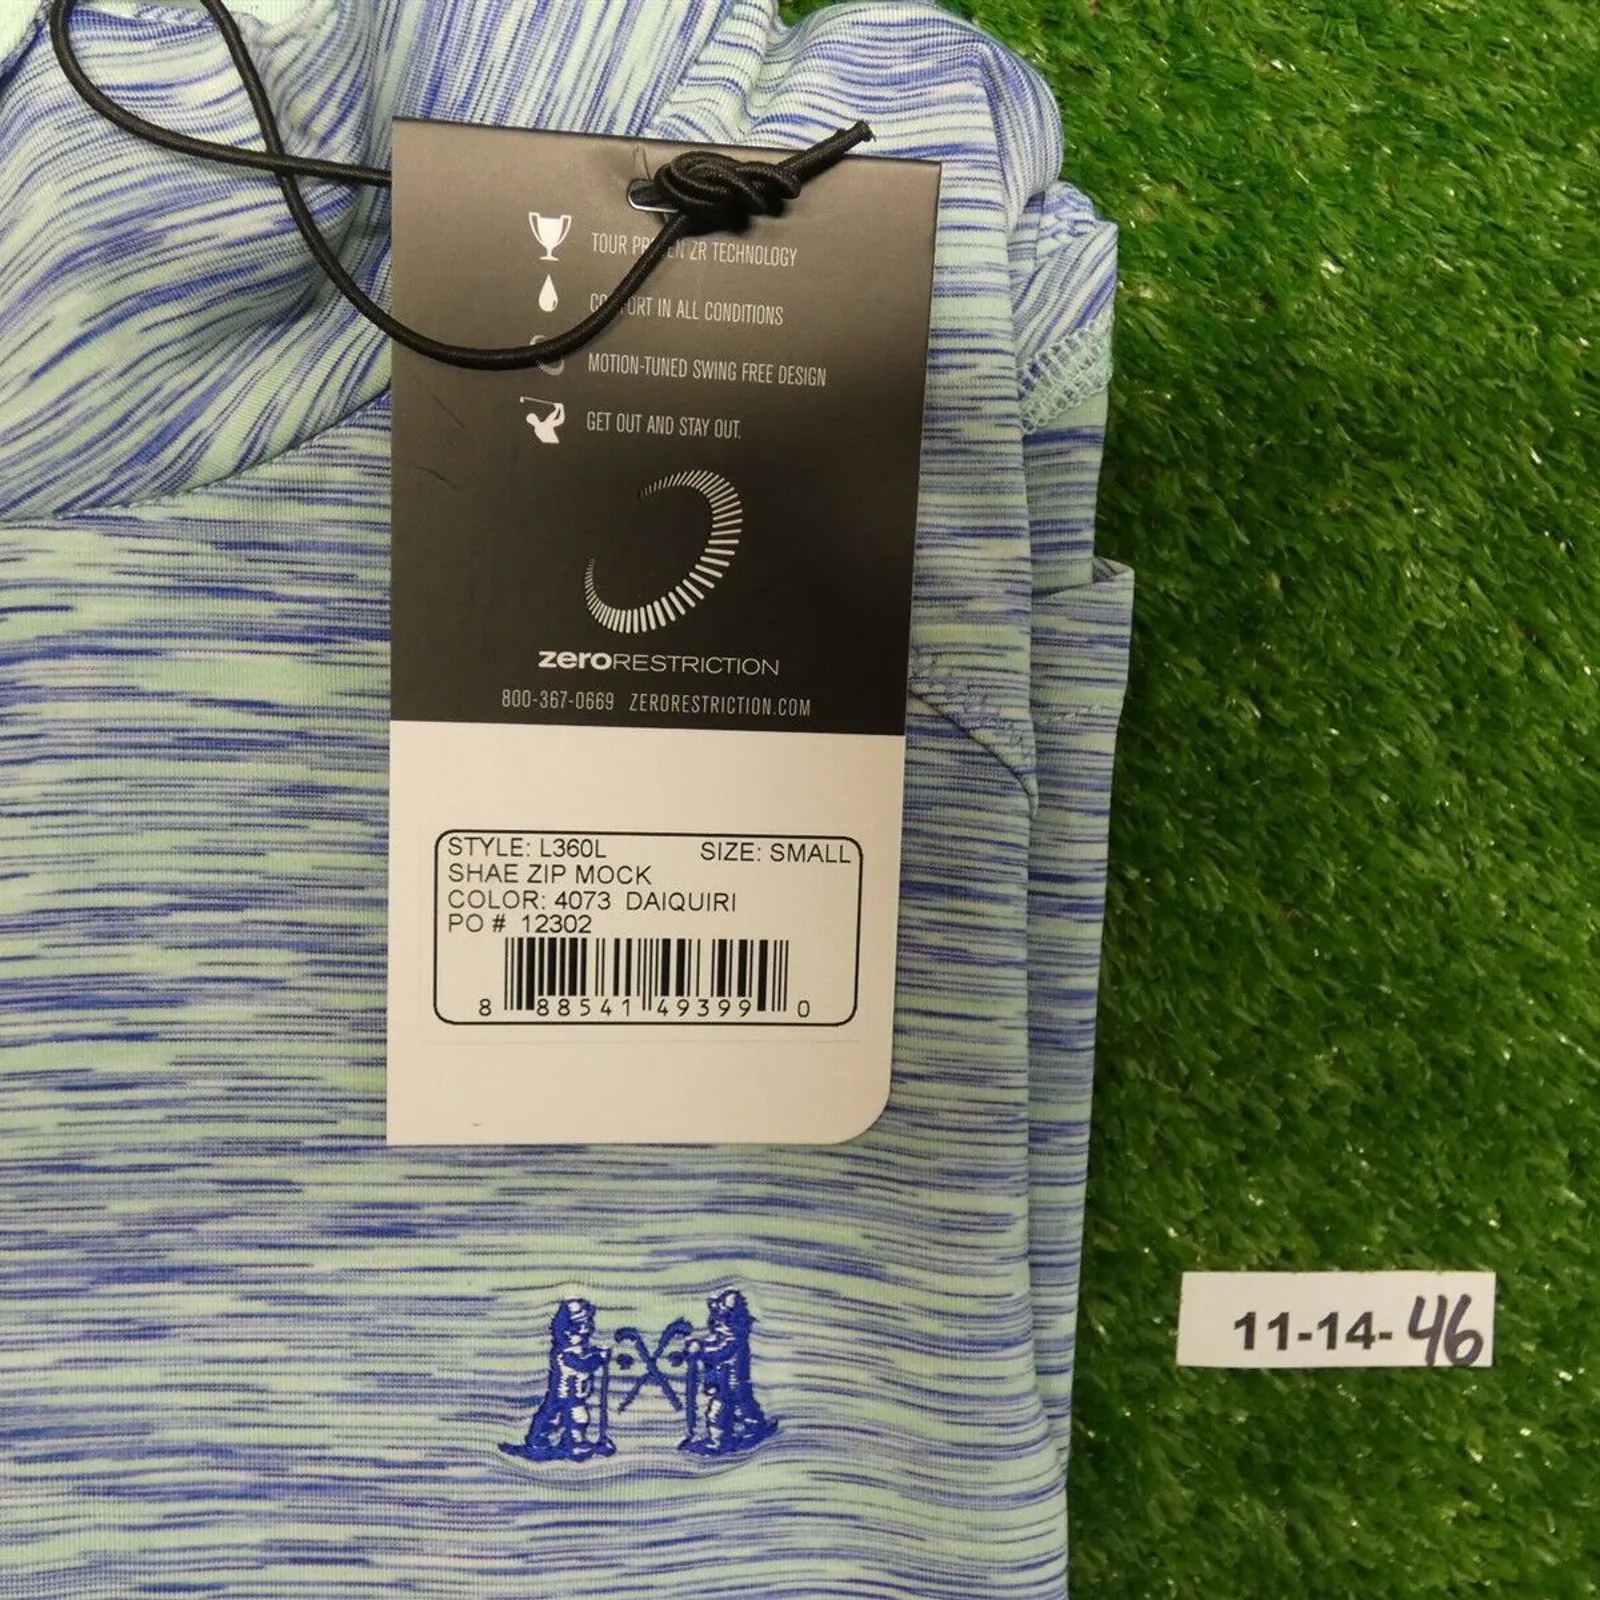 TOUR PROVEN ZR TECHNOLOGY
COMFORT IN ALL CONDITIONS
MOTION-TUNED SWING FREE DESIGN
GET OUT AND STAY OUT.
zeroRESTRICTION
800-367-0669 ZERORESTRICTION.COM
STYLE: L360L SIZE: SMALL
SHAE ZIP MOCK
COLOR: 4073 DAIQUIRI
PO # 12302
8 88541 49399 0
11-14-46